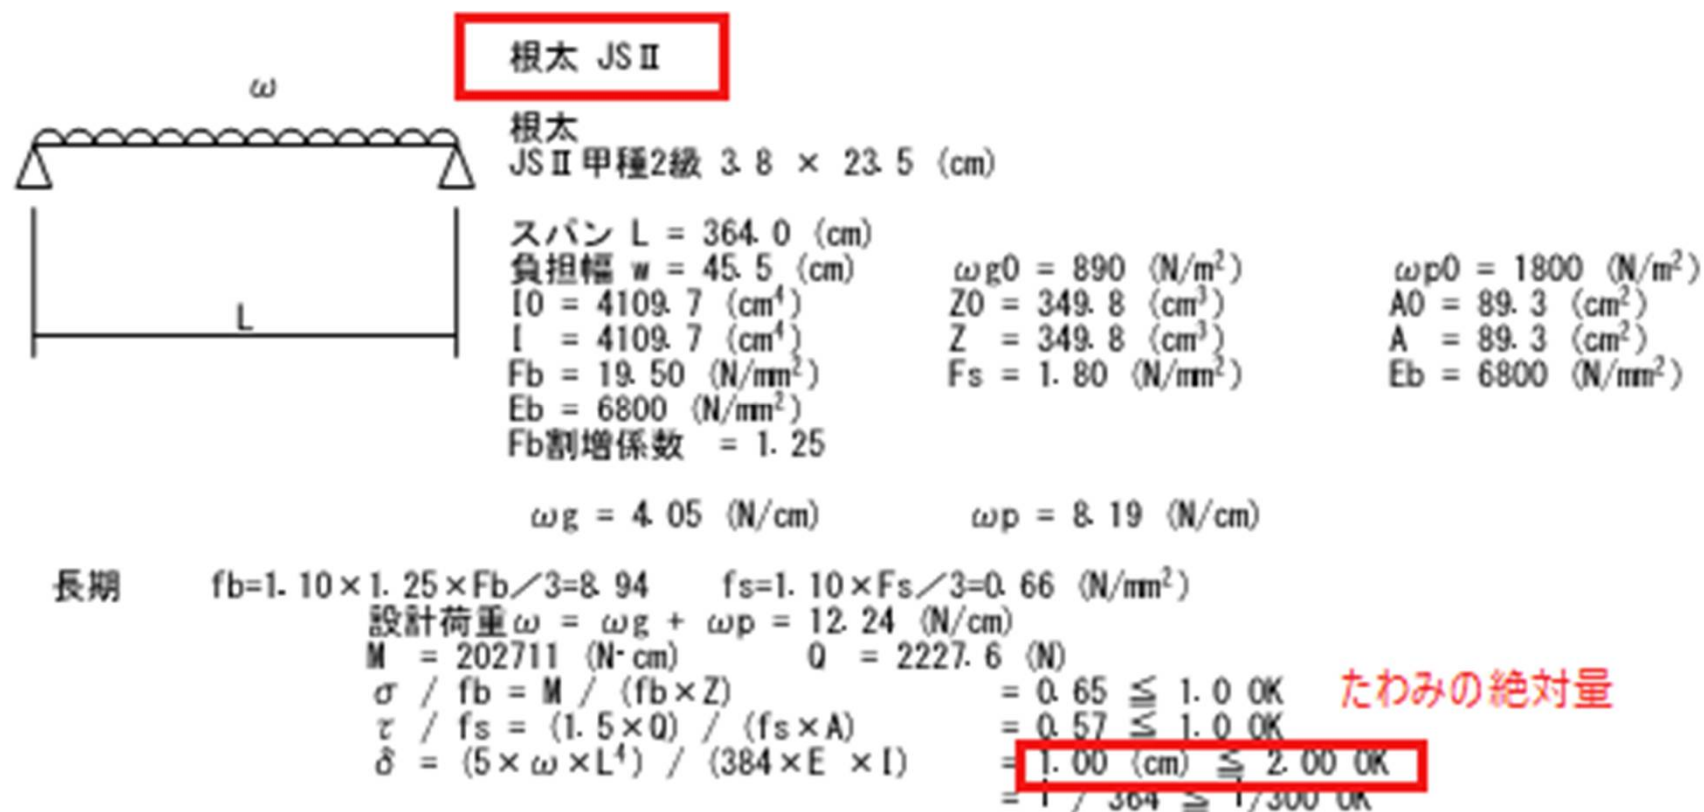 根太 JSⅡ
ω
根太
JSⅡ甲種2級 3.8 × 23.5 (cm)
スパン L = 364.0 (cm)
負担幅 w = 45.5 (cm) ωg0 = 890 (N/m²) ωp0 = 1800 (N/m²)
I0 = 4109.7 (cm⁴) Z0 = 349.8 (cm³) A0 = 89.3 (cm²)
L
I = 4109.7 (cm⁴) Z = 349.8 (cm³) A = 89.3 (cm²)
Fb = 19.50 (N/mm²) Fs = 1.80 (N/mm²) Eb = 6800 (N/mm²)
Eb = 6800 (N/mm²)
Fb割増係数 = 1.25
ωg = 4.05 (N/cm) ωp = 8.19 (N/cm)
長期 fb=1.10×1.25×Fb/3=8.94 fs=1.10×Fs/3=0.66 (N/mm²)
設計荷重ω = ωg + ωp = 12.24 (N/cm)
M = 202711 (N·cm) Q = 2227.6 (N)
σ / fb = M / (fb×Z) = 0.65 ≦ 1.0 OK たわみの絶対量
τ / fs = (1.5×Q) / (fs×A) = 0.57 ≦ 1.0 OK
δ = (5×ω×L⁴) / (384×E ×I) = 1.00 (cm) ≦ 2.00 OK
= 1 / 364 ≦ 1/300 OK